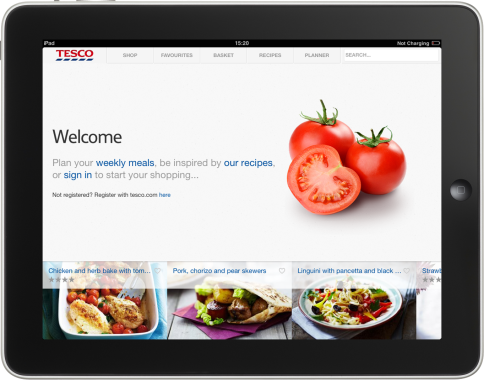 iPad 15:20 Not Charging
TESCO SHOP FAVOURITES BASKET RECIPES PLANNER SEARCH...
Welcome
Plan your weekly meals, be inspired by our recipes,
or sign in to start your shopping...
Not registered? Register with tesco.com here
Chicken and herb bake with tom... Pork, chorizo and pear skewers Linguini with pancetta and black ... Strawb